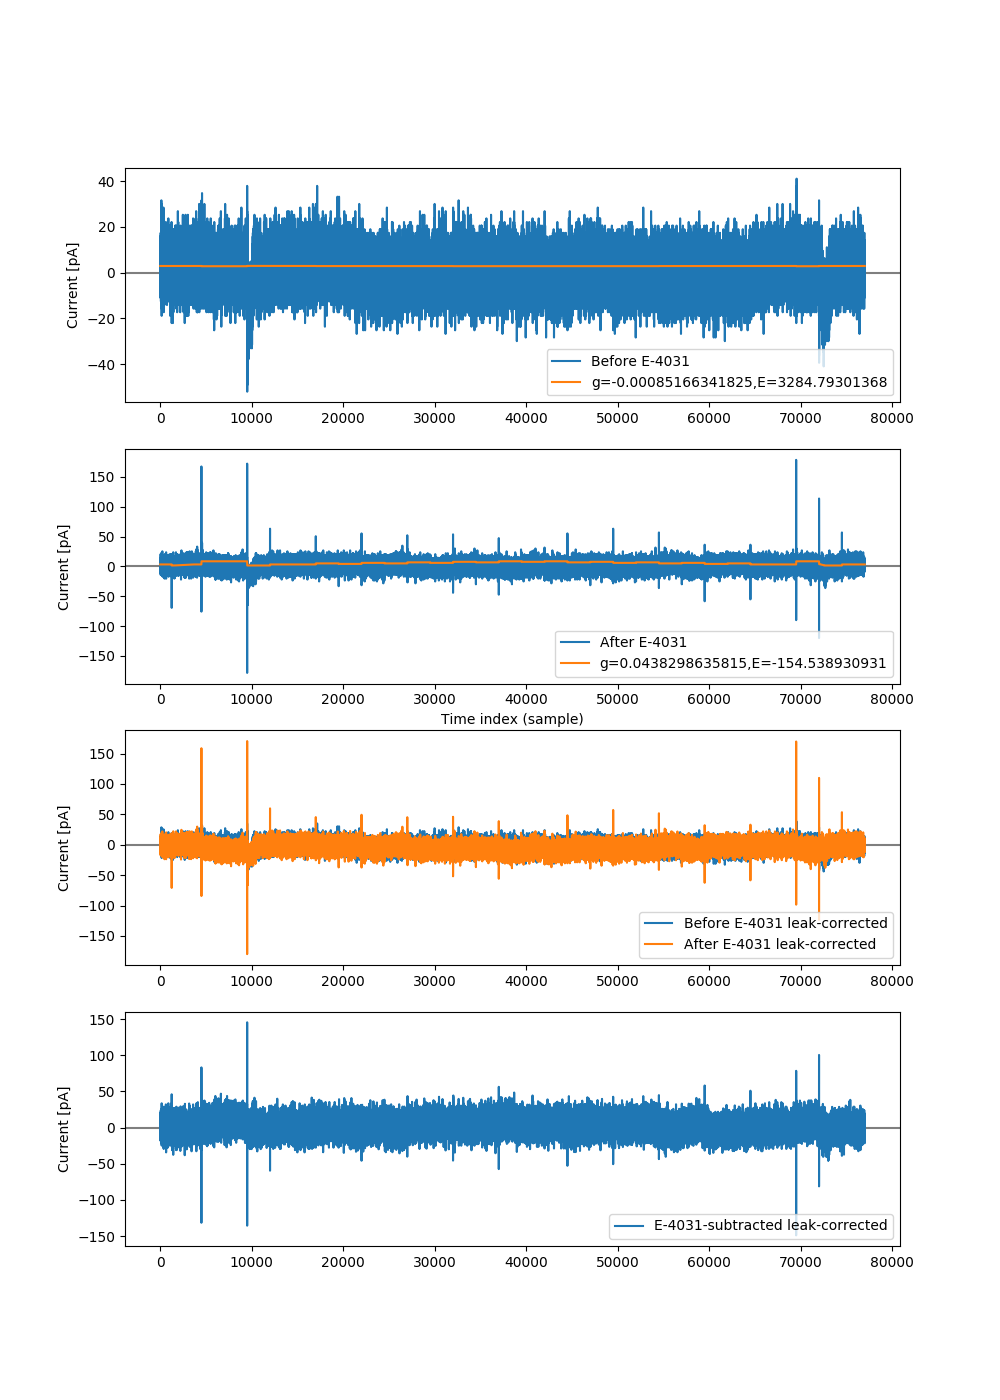 40
20
0
−20
−40
Current [pA]
Before E-4031
g=-0.00085166341825,E=3284.79301368
0 10000 20000 30000 40000 50000 60000 70000 80000
150
100
50
0
−50
−100
−150
Current [pA]
After E-4031
g=0.0438298635815,E=-154.538930931
0 10000 20000 30000 40000 50000 60000 70000 80000
Time index (sample)
150
100
50
0
−50
−100
−150
Current [pA]
Before E-4031 leak-corrected
After E-4031 leak-corrected
0 10000 20000 30000 40000 50000 60000 70000 80000
150
100
50
0
−50
−100
−150
Current [pA]
E-4031-subtracted leak-corrected
0 10000 20000 30000 40000 50000 60000 70000 80000